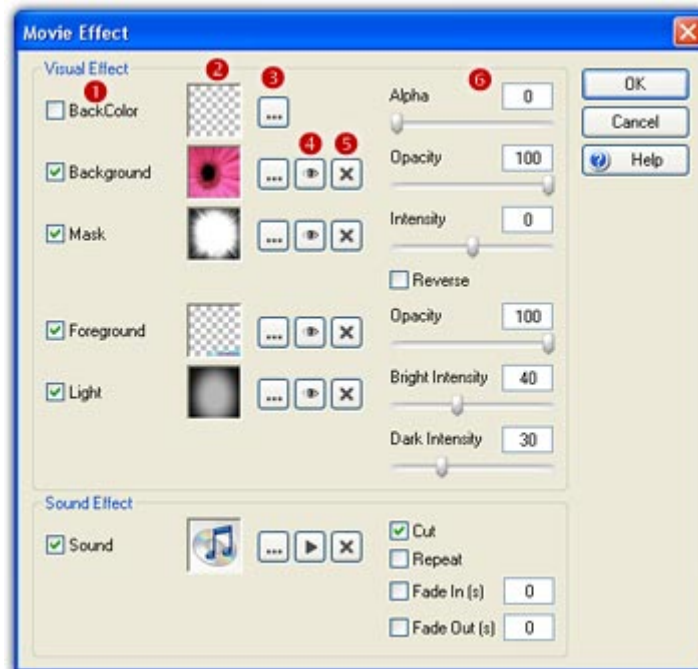 Movie Effect
Visual Effect
1
2
3
6
BackColor
...
Alpha 0
4
5
Background
...
Opacity 100
Mask
...
Intensity 0
Reverse
Foreground
...
Opacity 100
Light
...
Bright Intensity 40
Dark Intensity 30
OK
Cancel
? Help
Sound Effect
Sound
...
Cut
Repeat
Fade In (s) 0
Fade Out (s) 0